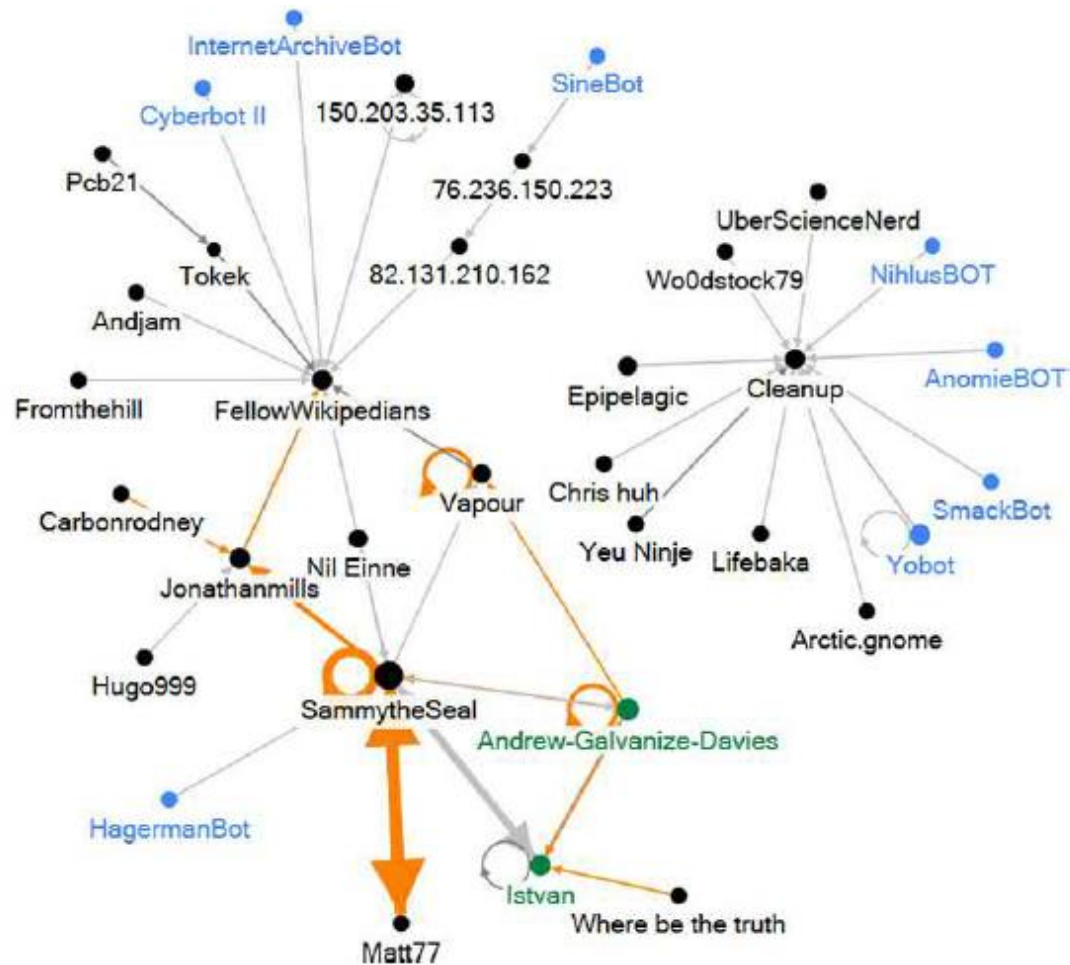 InternetArchiveBot
SineBot
Cyberbot II
150.203.35.113
Pcb21
76.236.150.223
UberScienceNerd
Tokek
82.131.210.162
Wo0dstock79
NihlusBOT
Andjam
Fromthehill
FellowWikipedians
Epipelagic
Cleanup
AnomieBOT
Vapour
Chris huh
SmackBot
Carbonrodney
Nil Einne
Yeu Ninje
Lifebaka
Yobot
Jonathanmills
Arctic.gnome
Hugo999
SammytheSeal
Andrew-Galvanize-Davies
HagermanBot
Istvan
Where be the truth
Matt77